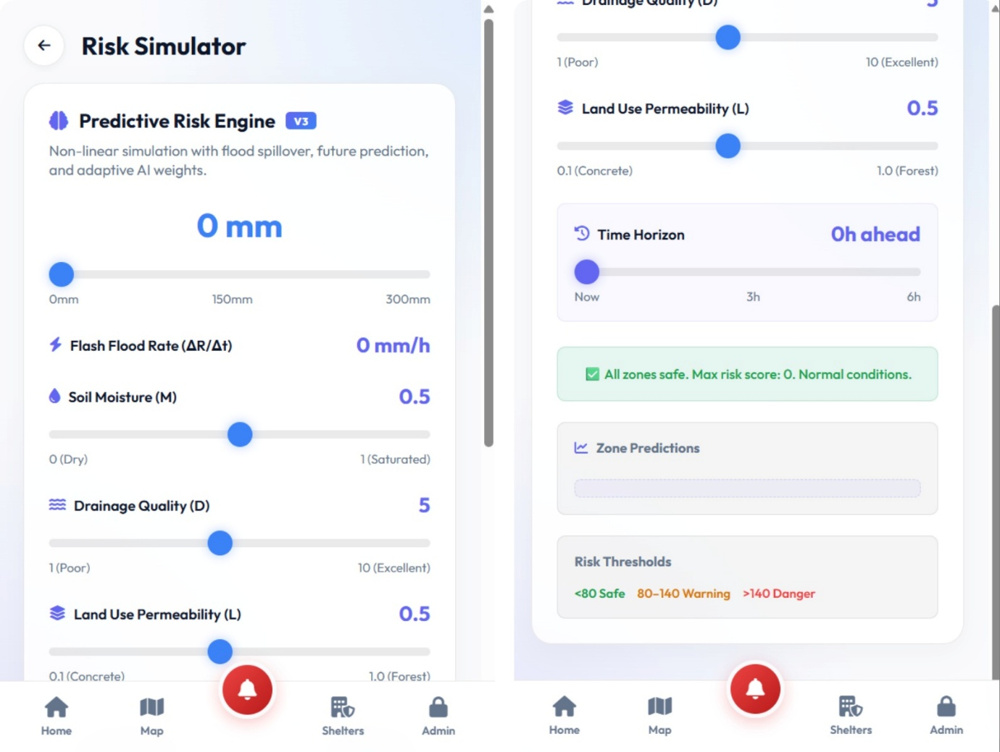 Risk Simulator
Predictive Risk Engine V3
Non-linear simulation with flood spillover, future prediction,
and adaptive AI weights.
0 mm
0mm 150mm 300mm
Flash Flood Rate (ΔR/Δt) 0 mm/h
Soil Moisture (M) 0.5
0 (Dry) 1 (Saturated)
Drainage Quality (D) 5
1 (Poor) 10 (Excellent)
Land Use Permeability (L) 0.5
0.1 (Concrete) 1.0 (Forest)
Home Map Shelters Admin
Drainage Quality (D) 5
1 (Poor) 10 (Excellent)
Land Use Permeability (L) 0.5
0.1 (Concrete) 1.0 (Forest)
Time Horizon 0h ahead
Now 3h 6h
✅ All zones safe. Max risk score: 0. Normal conditions.
Zone Predictions
Risk Thresholds
<80 Safe 80–140 Warning >140 Danger
Home Map Shelters Admin